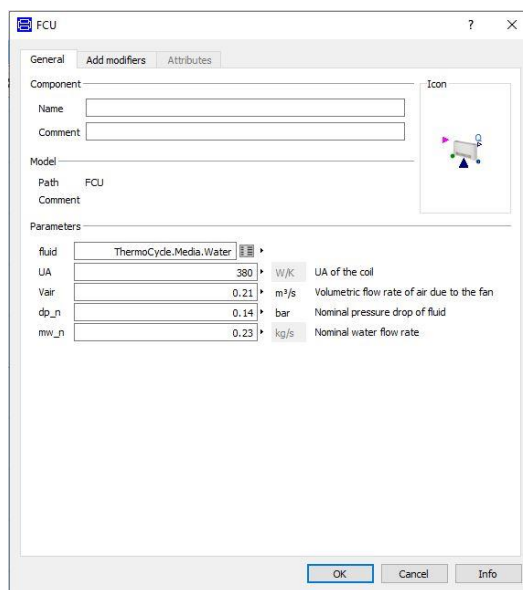 FCU ? ×
General Add modifiers Attributes
Component Icon
Name
Comment
Model
Path FCU
Comment
Parameters
fluid ThermoCycle.Media.Water
UA 380 W/K UA of the coil
Vair 0.21 m³/s Volumetric flow rate of air due to the fan
dp_n 0.14 bar Nominal pressure drop of fluid
mw_n 0.23 kg/s Nominal water flow rate
OK Cancel Info